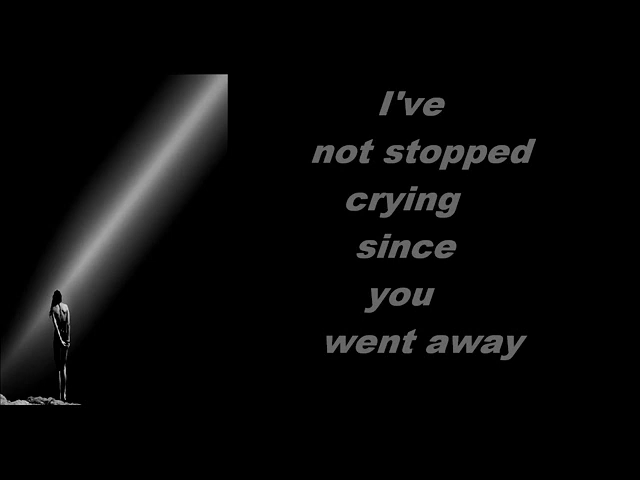 I've
not stopped
crying
since
you
went away